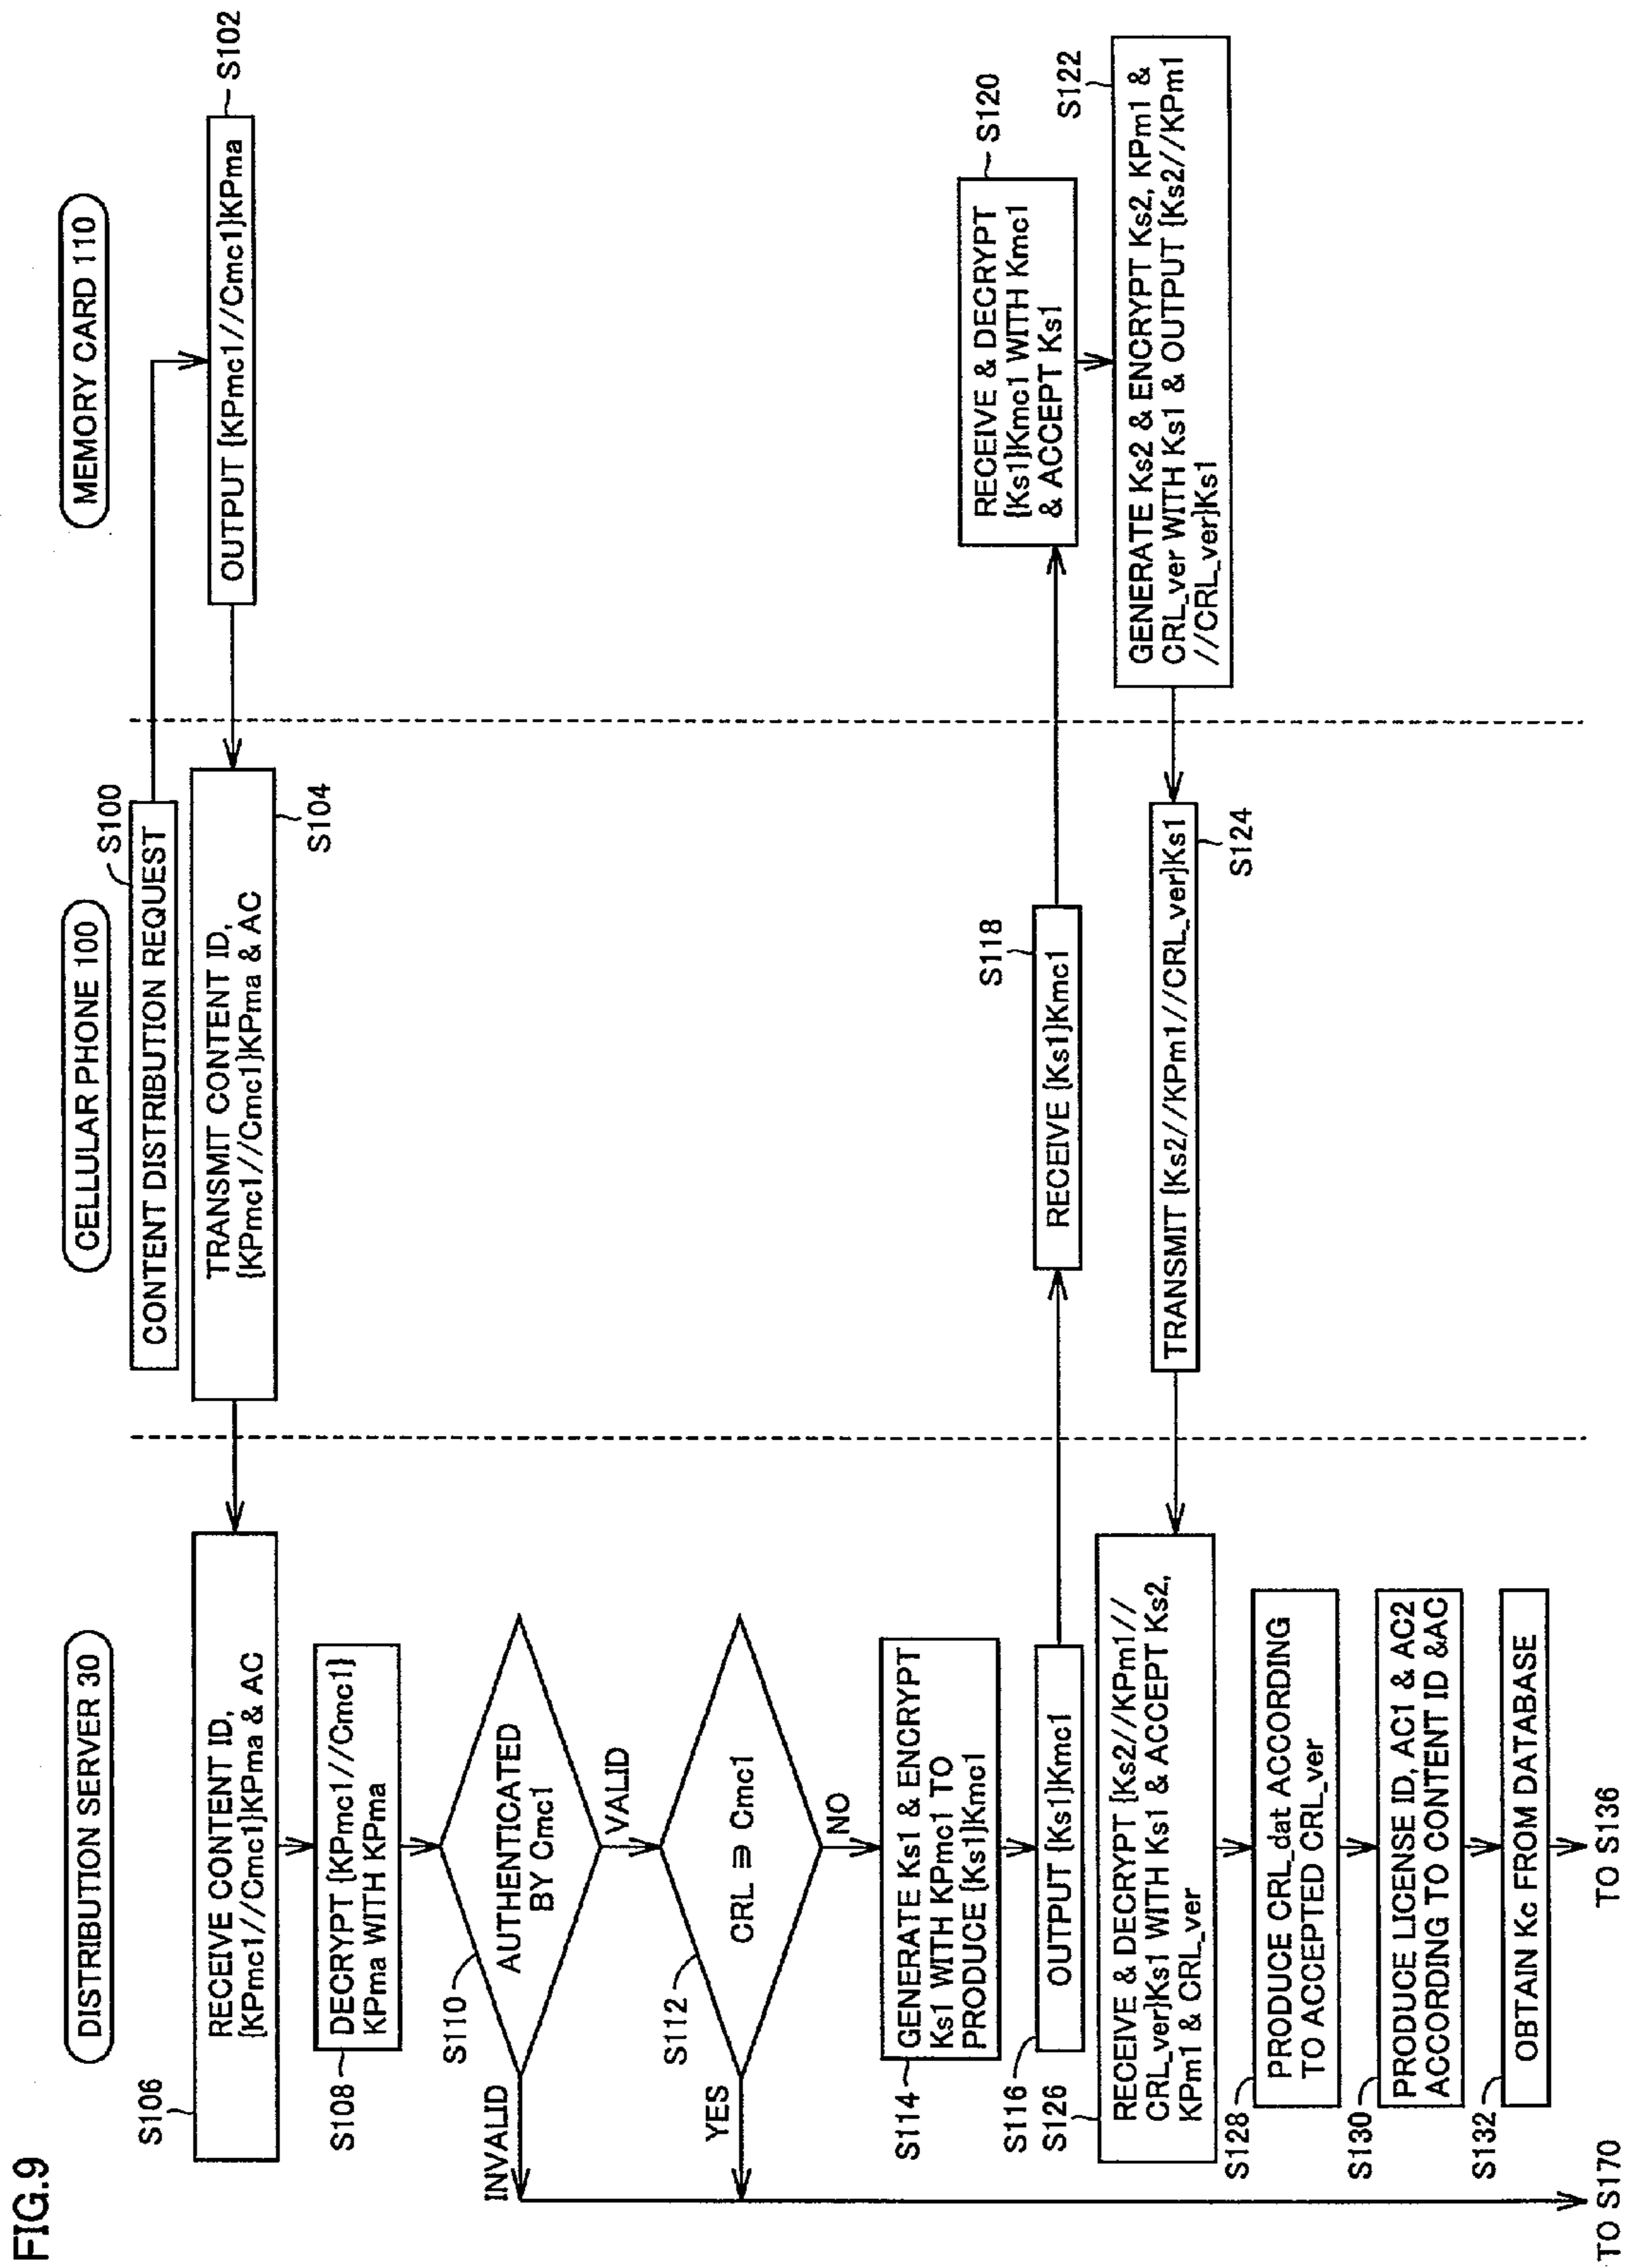 FIG.9
DISTRIBUTION SERVER 30
CELLULAR PHONE 100
MEMORY CARD 110
S100
CONTENT DISTRIBUTION REQUEST
S102
OUTPUT {KPmc1//Cmc1}KPma
S104
TRANSMIT CONTENT ID,
{KPmc1//Cmc1}KPma & AC
S106
RECEIVE CONTENT ID,
{KPmc1//Cmc1}KPma & AC
S108
DECRYPT {KPmc1//Cmc1}
KPma WITH KPma
S110
AUTHENTICATED
BY Cmc1
INVALID
VALID
S112
CRL ∋ Cmc1
YES
NO
S114
GENERATE Ks1 & ENCRYPT
Ks1 WITH KPmc1 TO
PRODUCE {Ks1}Kmc1
S116
OUTPUT {Ks1}Kmc1
S118
RECEIVE {Ks1}Kmc1
S120
RECEIVE & DECRYPT
{Ks1}Kmc1 WITH Kmc1
& ACCEPT Ks1
S122
GENERATE Ks2 & ENCRYPT Ks2, KPm1 &
CRL_ver WITH Ks1 & OUTPUT {Ks2//KPm1
//CRL_ver}Ks1
S124
TRANSMIT {Ks2//KPm1//CRL_ver}Ks1
S126
RECEIVE & DECRYPT {Ks2//KPm1//
CRL_ver}Ks1 WITH Ks1 & ACCEPT Ks2,
KPm1 & CRL_ver
S128
PRODUCE CRL_dat ACCORDING
TO ACCEPTED CRL_ver
S130
PRODUCE LICENSE ID, AC1 & AC2
ACCORDING TO CONTENT ID &AC
S132
OBTAIN Kc FROM DATABASE
TO S170
TO S136